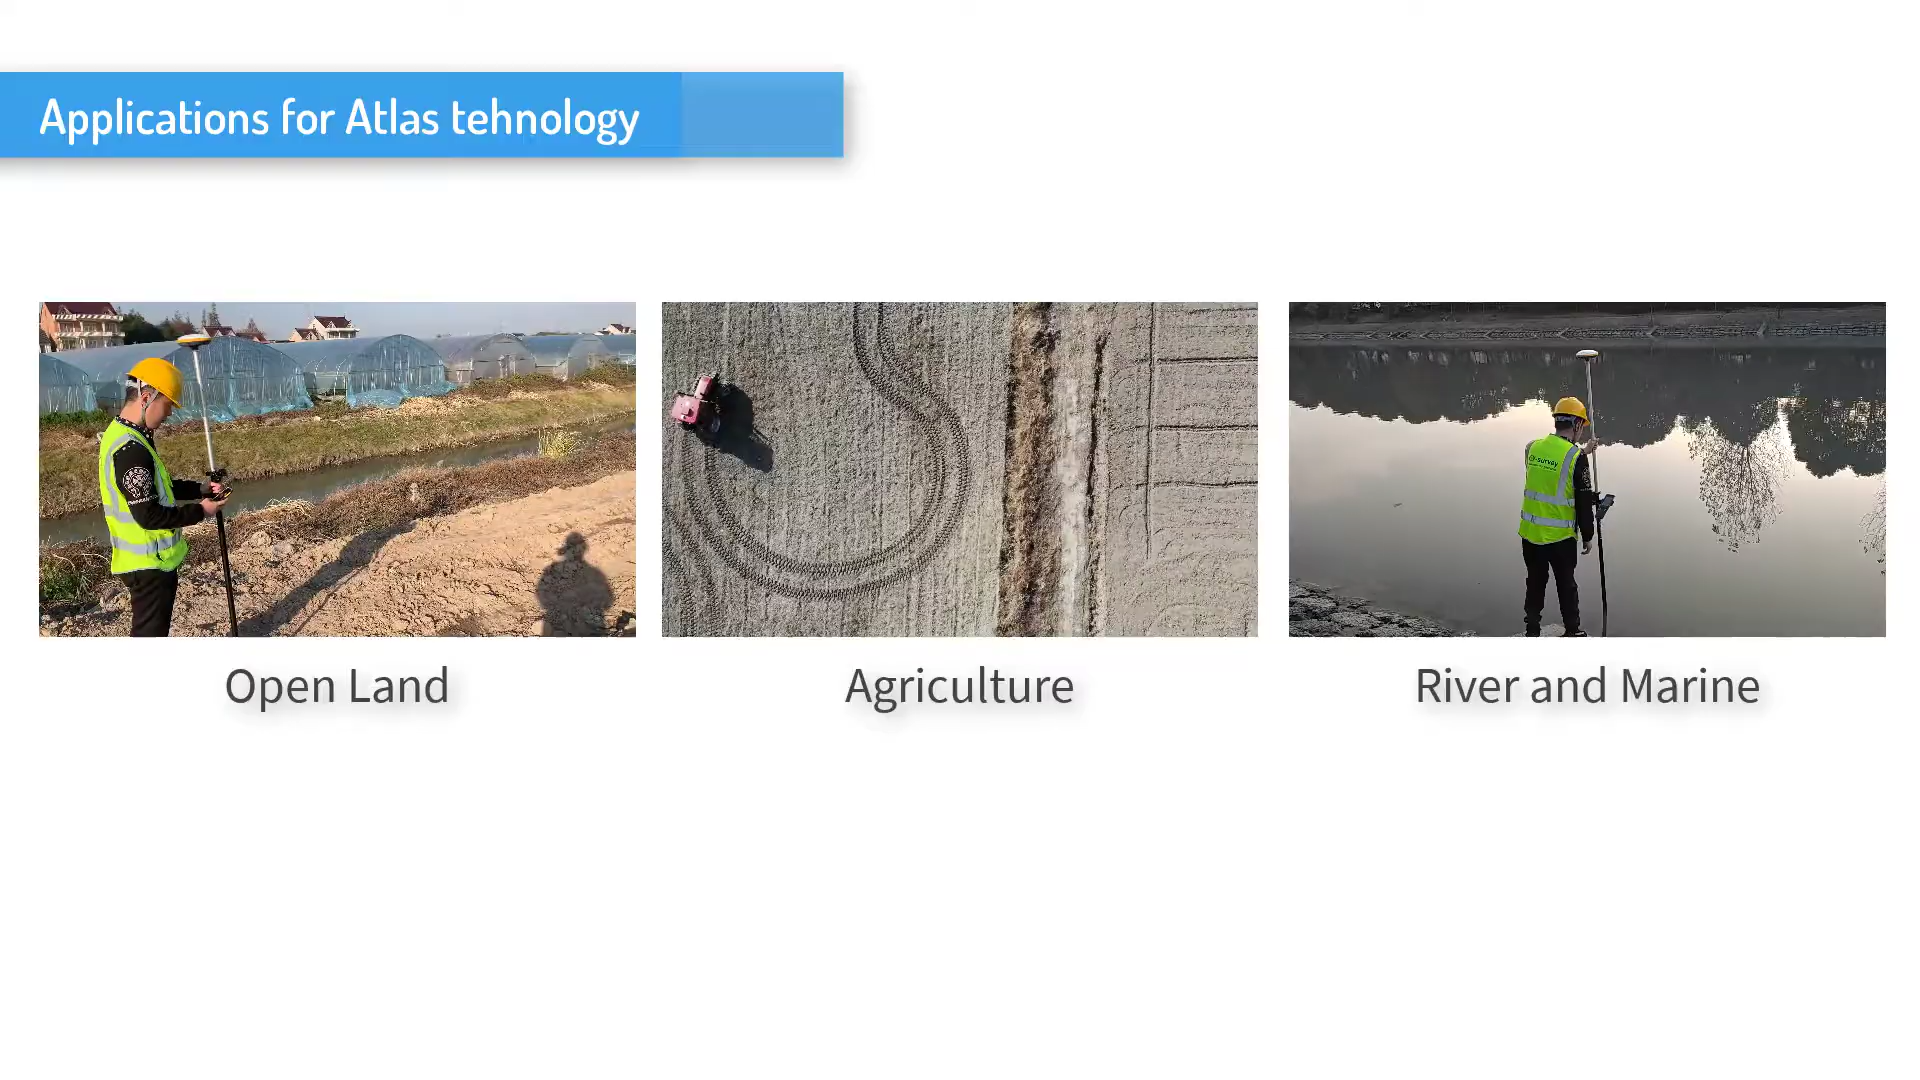 Applications for Atlas tehnology
Open Land
Agriculture
River and Marine